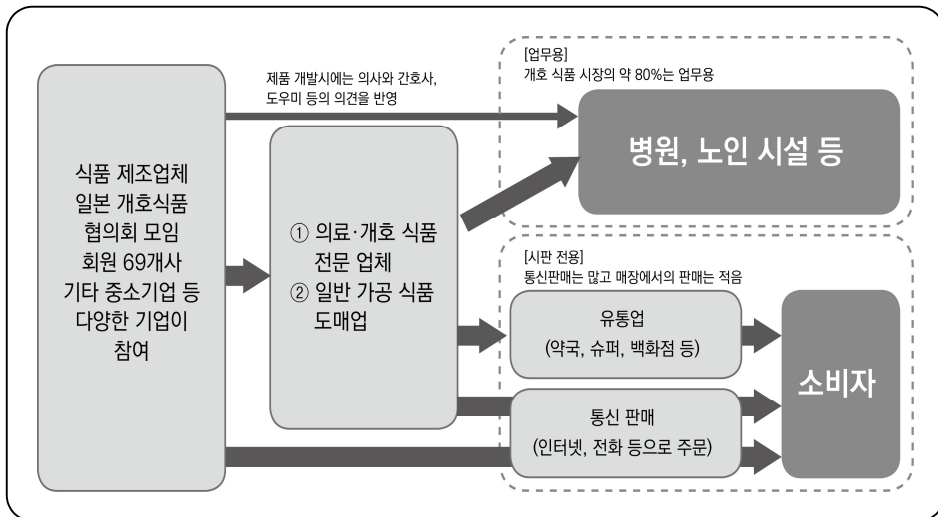 식품 제조업체
일본 개호식품
협의회 모임
회원 69개사
기타 중소기업 등
다양한 기업이
참여
제품 개발시에는 의사와 간호사,
도우미 등의 의견을 반영
① 의료·개호 식품
전문 업체
② 일반 가공 식품
도매업
[업무용]
개호 식품 시장의 약 80%는 업무용
병원, 노인 시설 등
[시판 전용]
통신판매는 많고 매장에서의 판매는 적음
유통업
(약국, 슈퍼, 백화점 등)
통신 판매
(인터넷, 전화 등으로 주문)
소비자